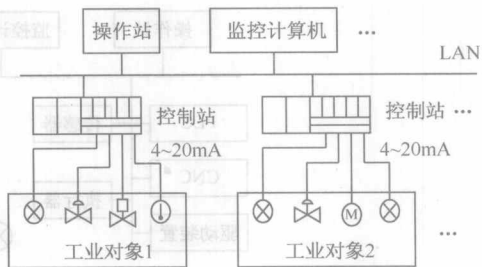 操作站
监控计算机
…
LAN
控制站
控制站 …
4~20mA
4~20mA
M
工业对象1
工业对象2
…